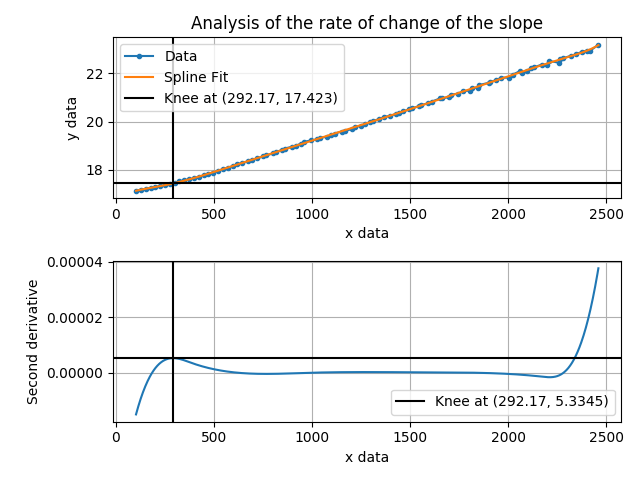 Analysis of the rate of change of the slope
Data
Spline Fit
Knee at (292.17, 17.423)
22
20
18
y data
0 500 1000 1500 2000 2500
x data
0.00004
0.00002
0.00000
Second derivative
Knee at (292.17, 5.3345)
0 500 1000 1500 2000 2500
x data